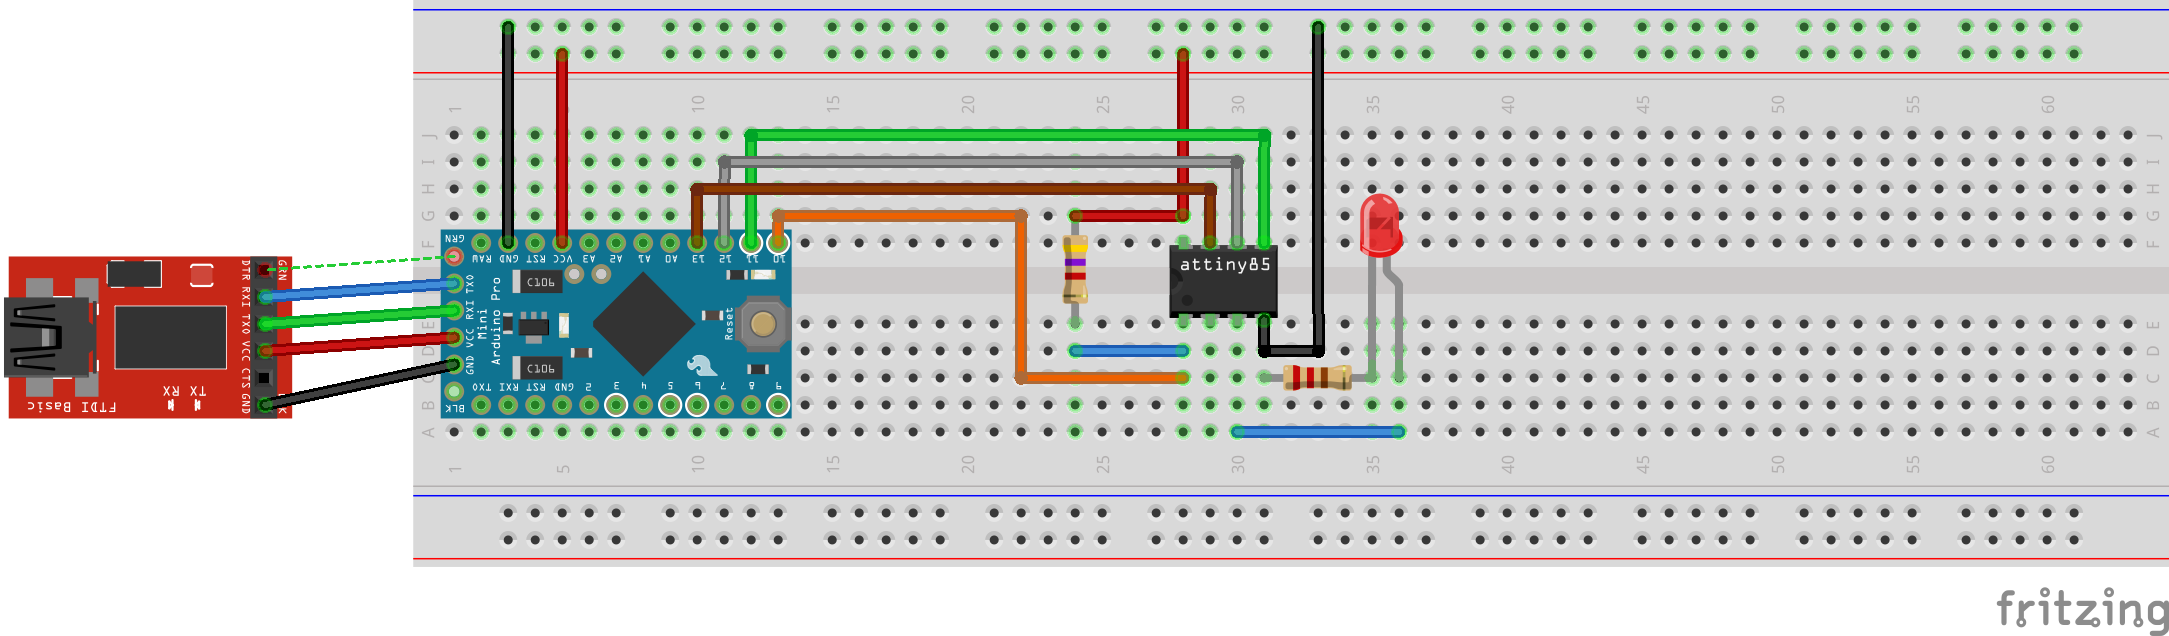 1 5 10 15 20 25 30 35 40 45 50 55 60
J J
I I
H H
G G
F F
GRN
RAW GND RST VCC A3 A2 A1 A0 13 12 11 10
attiny85
DTR RXI TXO VCC CTS GND
GRN
BLK
TXO RXI VCC GND
C106
Arduino Pro
Mini
Reset
C106
E E
D D
C C
TXO RXI RST GND 2 3 4 5 6 7 8 9
BLK
B B
A A
TX RX
FTDI Basic
1 5 10 15 20 25 30 35 40 45 50 55 60
fritzing